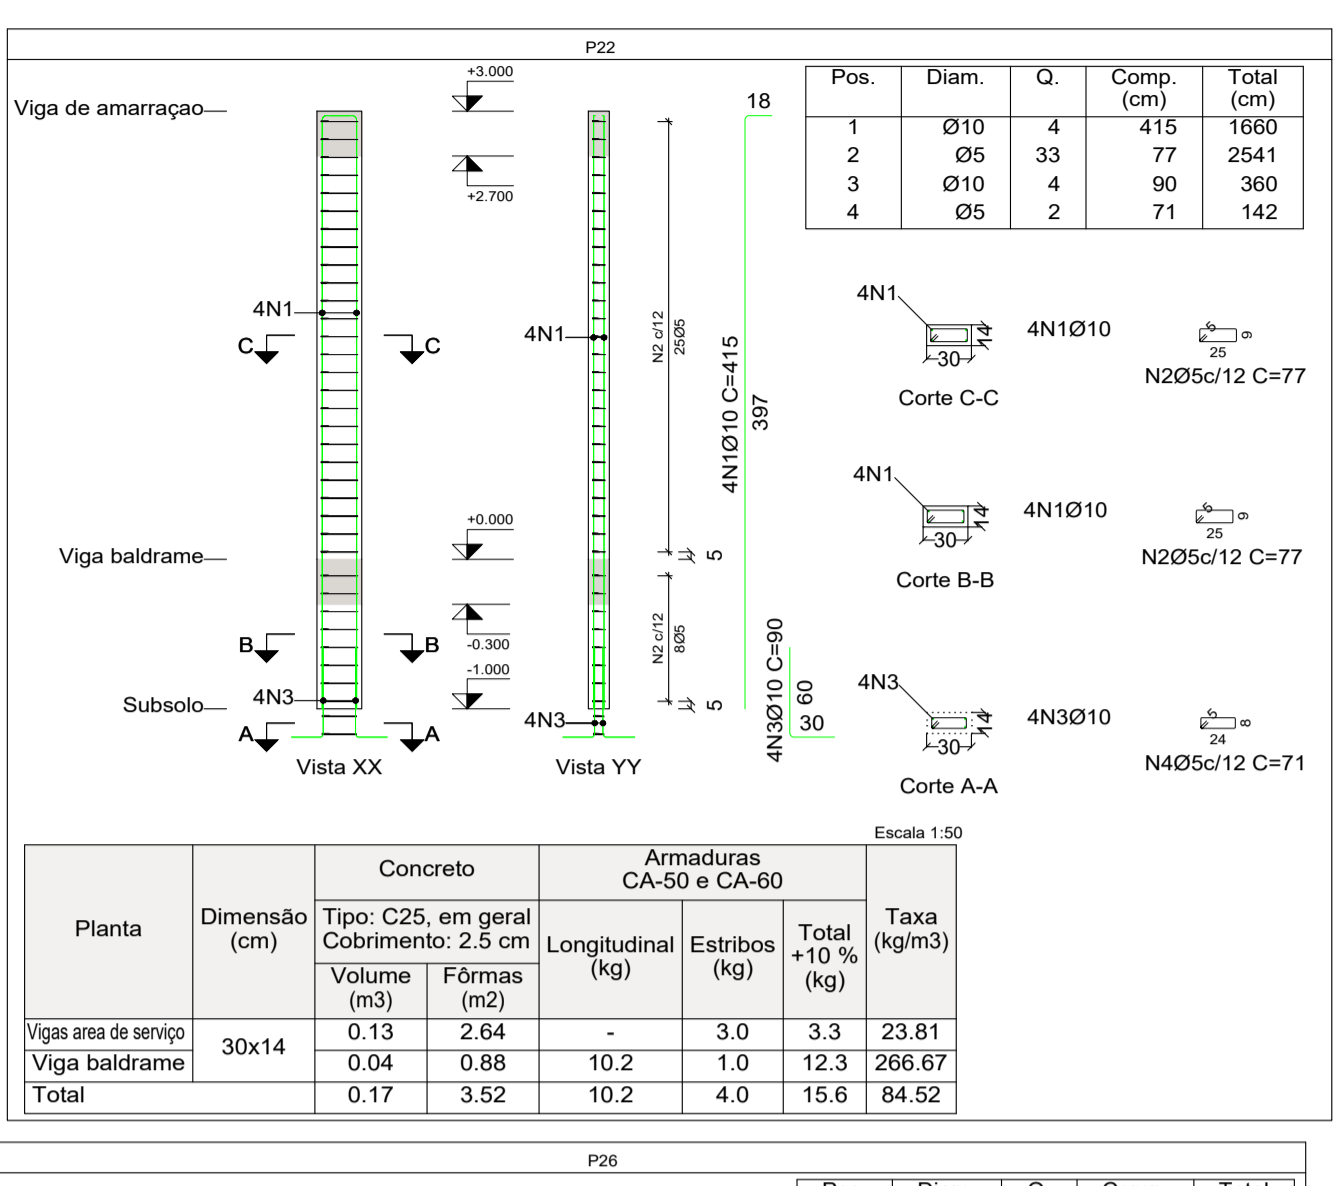 P22
Viga de amarraçao
+3.000
+2.700
4N1
C
C
4N1
N2 c/12
25Ø5
18
4N1Ø10 C=415
397
Viga baldrame
+0.000
-0.300
-1.000
5
B
B
N2 c/12
8Ø5
Subsolo
4N3
5
A
A
4N3
4N3Ø10 C=90
60
30
Vista XX
Vista YY
Pos. Diam. Q. Comp. (cm) Total (cm)
1 Ø10 4 415 1660
2 Ø5 33 77 2541
3 Ø10 4 90 360
4 Ø5 2 71 142
4N1
14
30
4N1Ø10
5
9
25
N2Ø5c/12 C=77
Corte C-C
4N1
14
30
4N1Ø10
5
9
25
N2Ø5c/12 C=77
Corte B-B
4N3
14
30
4N3Ø10
5
8
24
N4Ø5c/12 C=71
Corte A-A
Escala 1:50
Planta
Dimensão
(cm)
Concreto
Tipo: C25, em geral
Cobrimento: 2.5 cm
Volume
(m3)
Fôrmas
(m2)
Armaduras
CA-50 e CA-60
Longitudinal
(kg)
Estribos
(kg)
Total
+10 %
(kg)
Taxa
(kg/m3)
Vigas area de serviço 30x14 0.13 2.64 - 3.0 3.3 23.81
Viga baldrame 0.04 0.88 10.2 1.0 12.3 266.67
Total 0.17 3.52 10.2 4.0 15.6 84.52
P26